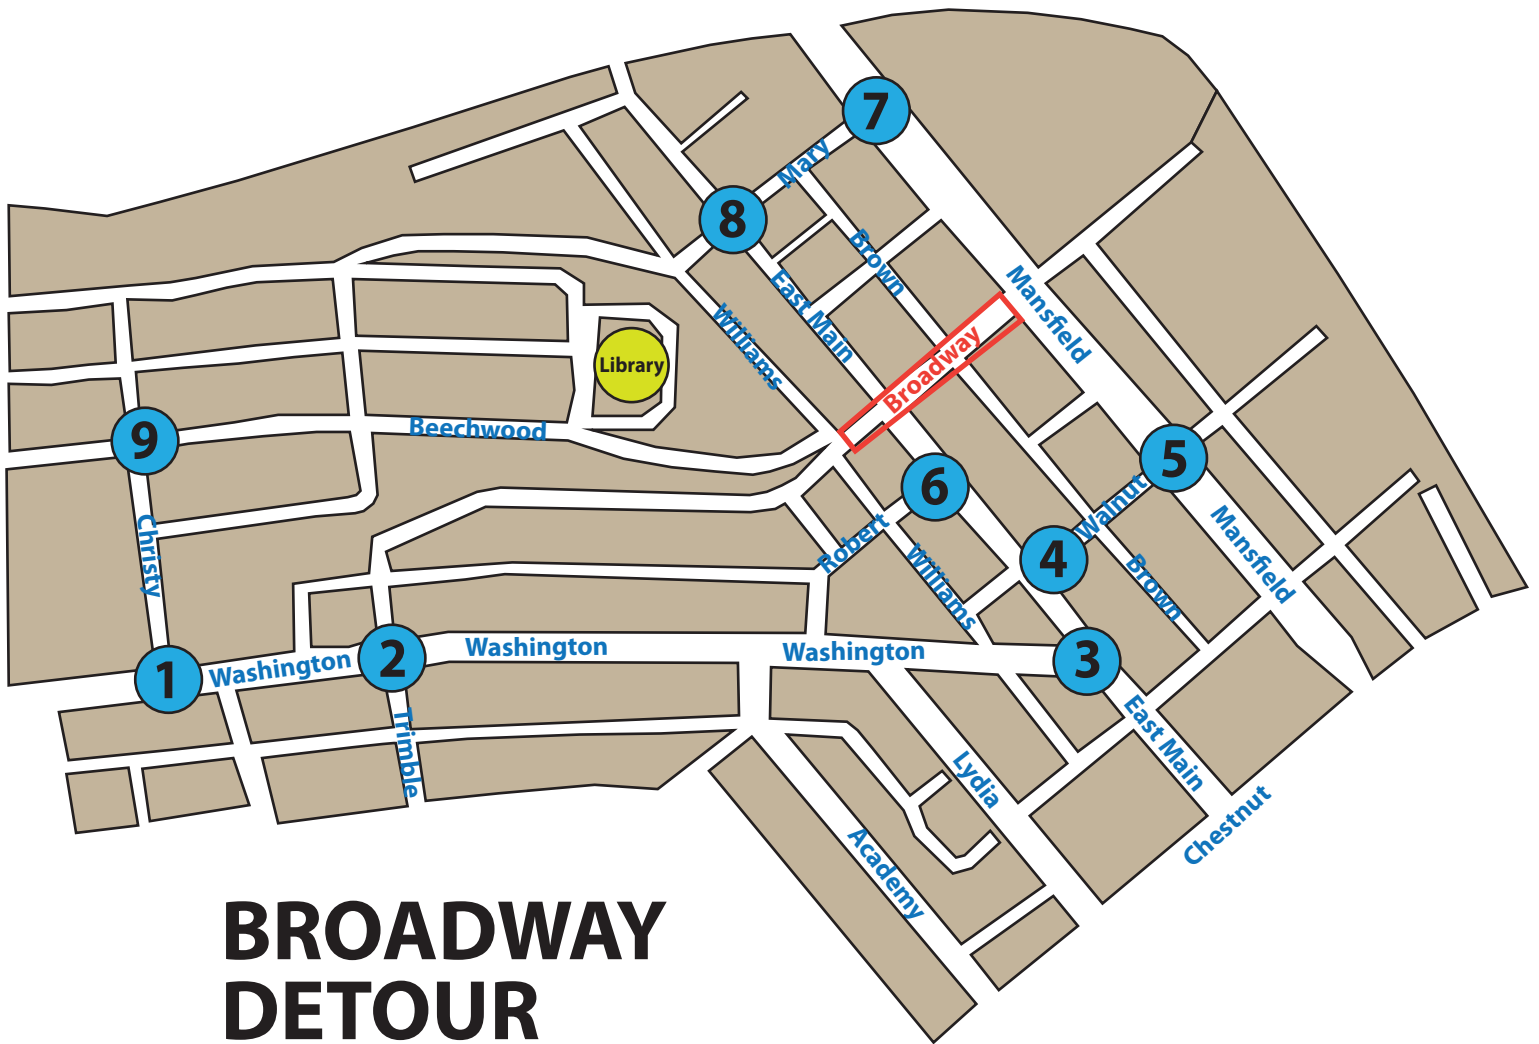 7
Mary
8
Brown
Mansfield
East Main
Williams
Broadway
Library
Beechwood
9
5
6
Walnut
Robert
Mansfield
4
Christy
Williams
Brown
Washington
Washington
Washington
2
3
1
Trimble
East Main
Lydia
Chestnut
Academy
BROADWAY
DETOUR